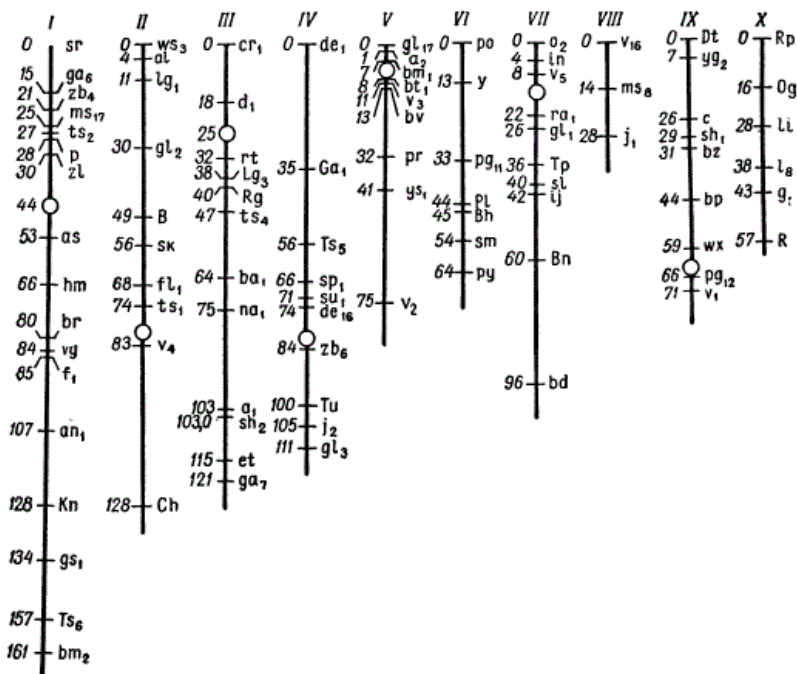 I
0 sr
15 ga₆
21 zb₄
25 ms₁₇
27 ts₂
28 p
30 zl
44
53 as
66 hm
80 br
84 vg
85 f₁
107 an₁
128 Kn
134 gs₁
157 Ts₆
161 bm₂
II
0 ws₃
4 al
11 lg₁
30 gl₂
49 B
56 sk
68 fl₁
74 ts₁
83 v₄
128 Ch
III
0 cr₁
18 d₁
25
32 rt
38 Lg₃
40 Rg
47 ts₄
64 ba₁
75 na₁
103 a₁
103,0 sh₂
115 et
121 ga₇
IV
0 de₁
35 Ga₁
56 Ts₅
66 sp₁
71 su₁
74 de₁₆
84 zb₆
100 Tu
105 j₂
111 gl₃
V
0 gl₁₇
1 a₂
7 bm₁
8 bt₁
11 v₃
13 bv
32 pr
41 ys₁
75 v₂
VI
0 po
13 y
33 pg₁₁
44 Pl
45 Bh
54 sm
64 py
VII
0 o₂
4 in
8 v₅
22 ra₁
26 gl₁
36 Tp
40 sl
42 ij
60 Bn
96 bd
VIII
0 v₁₆
14 ms₈
28 j₁
IX
0 Dt
7 yg₂
26 c
29 sh₁
31 bz
44 bp
59 wx
66 pg₁₂
71 v₁
X
0 Rp
16 Og
28 li
38 l₈
43 g₁
57 R